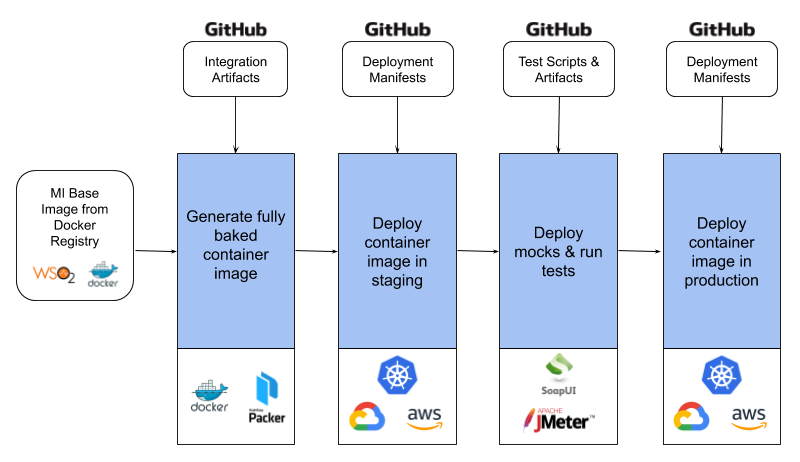 GitHub
GitHub
GitHub
GitHub
Integration
Artifacts
Deployment
Manifests
Test Scripts &
Artifacts
Deployment
Manifests
MI Base
Image from
Docker
Registry
WSO2
docker
Generate fully
baked
container
image
Deploy
container
image in
staging
Deploy
mocks & run
tests
Deploy
container
image in
production
docker
Packer
aws
SoapUI
APACHE
JMeter™
aws